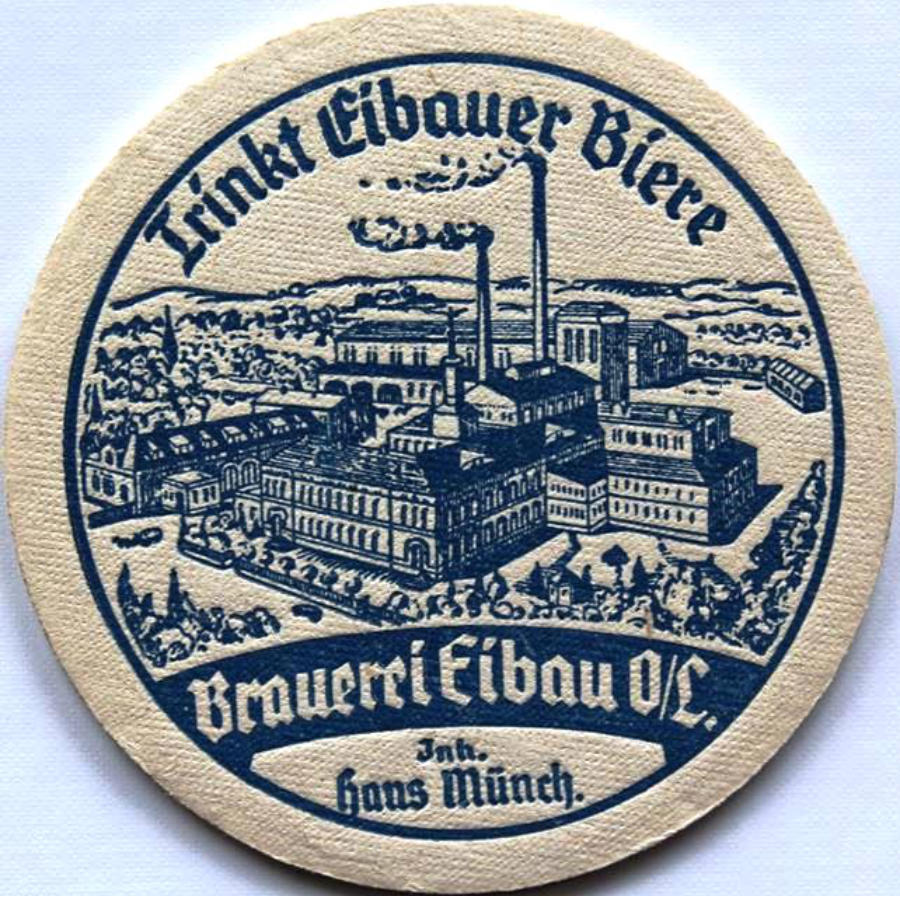 Trinkt Eibauer Biere
Brauerei Eibau O/L.
Inh.
Hans Münch.